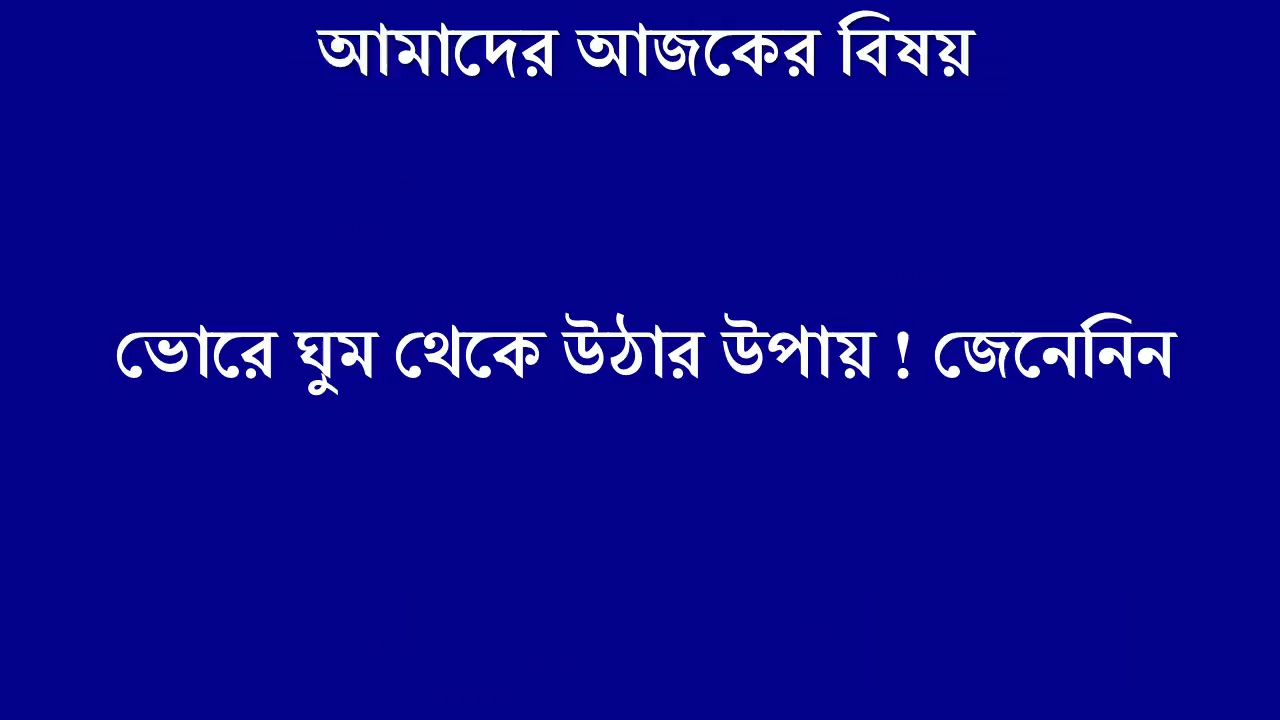 আমাদের আজকের বিষয়
ভোরে ঘুম থেকে উঠার উপায় ! জেনেনিন